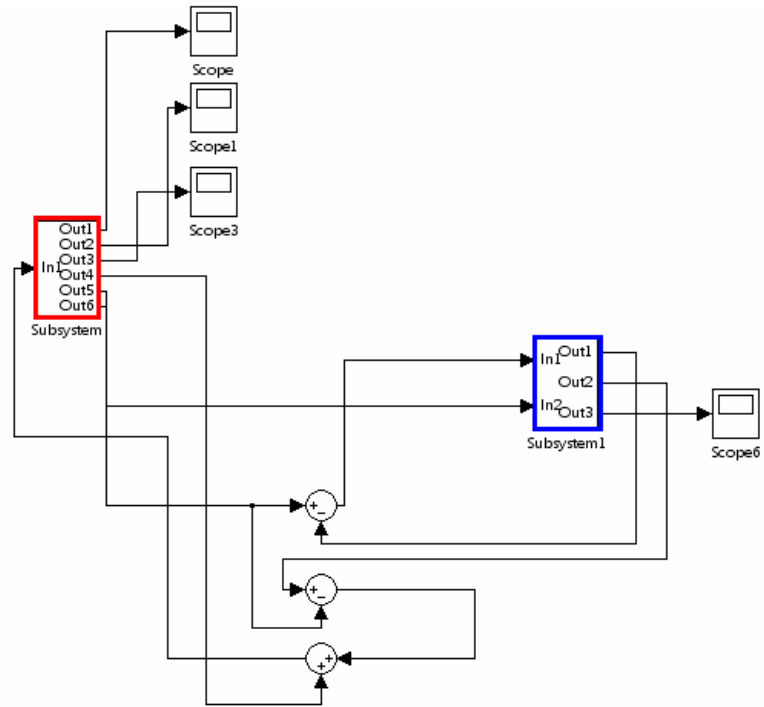 Scope
Scope1
Scope3
In1
Out1
Out2
Out3
Out4
Out5
Out6
Subsystem
In1
In2
Out1
Out2
Out3
Subsystem1
Scope6
+
−
+
−
+
+